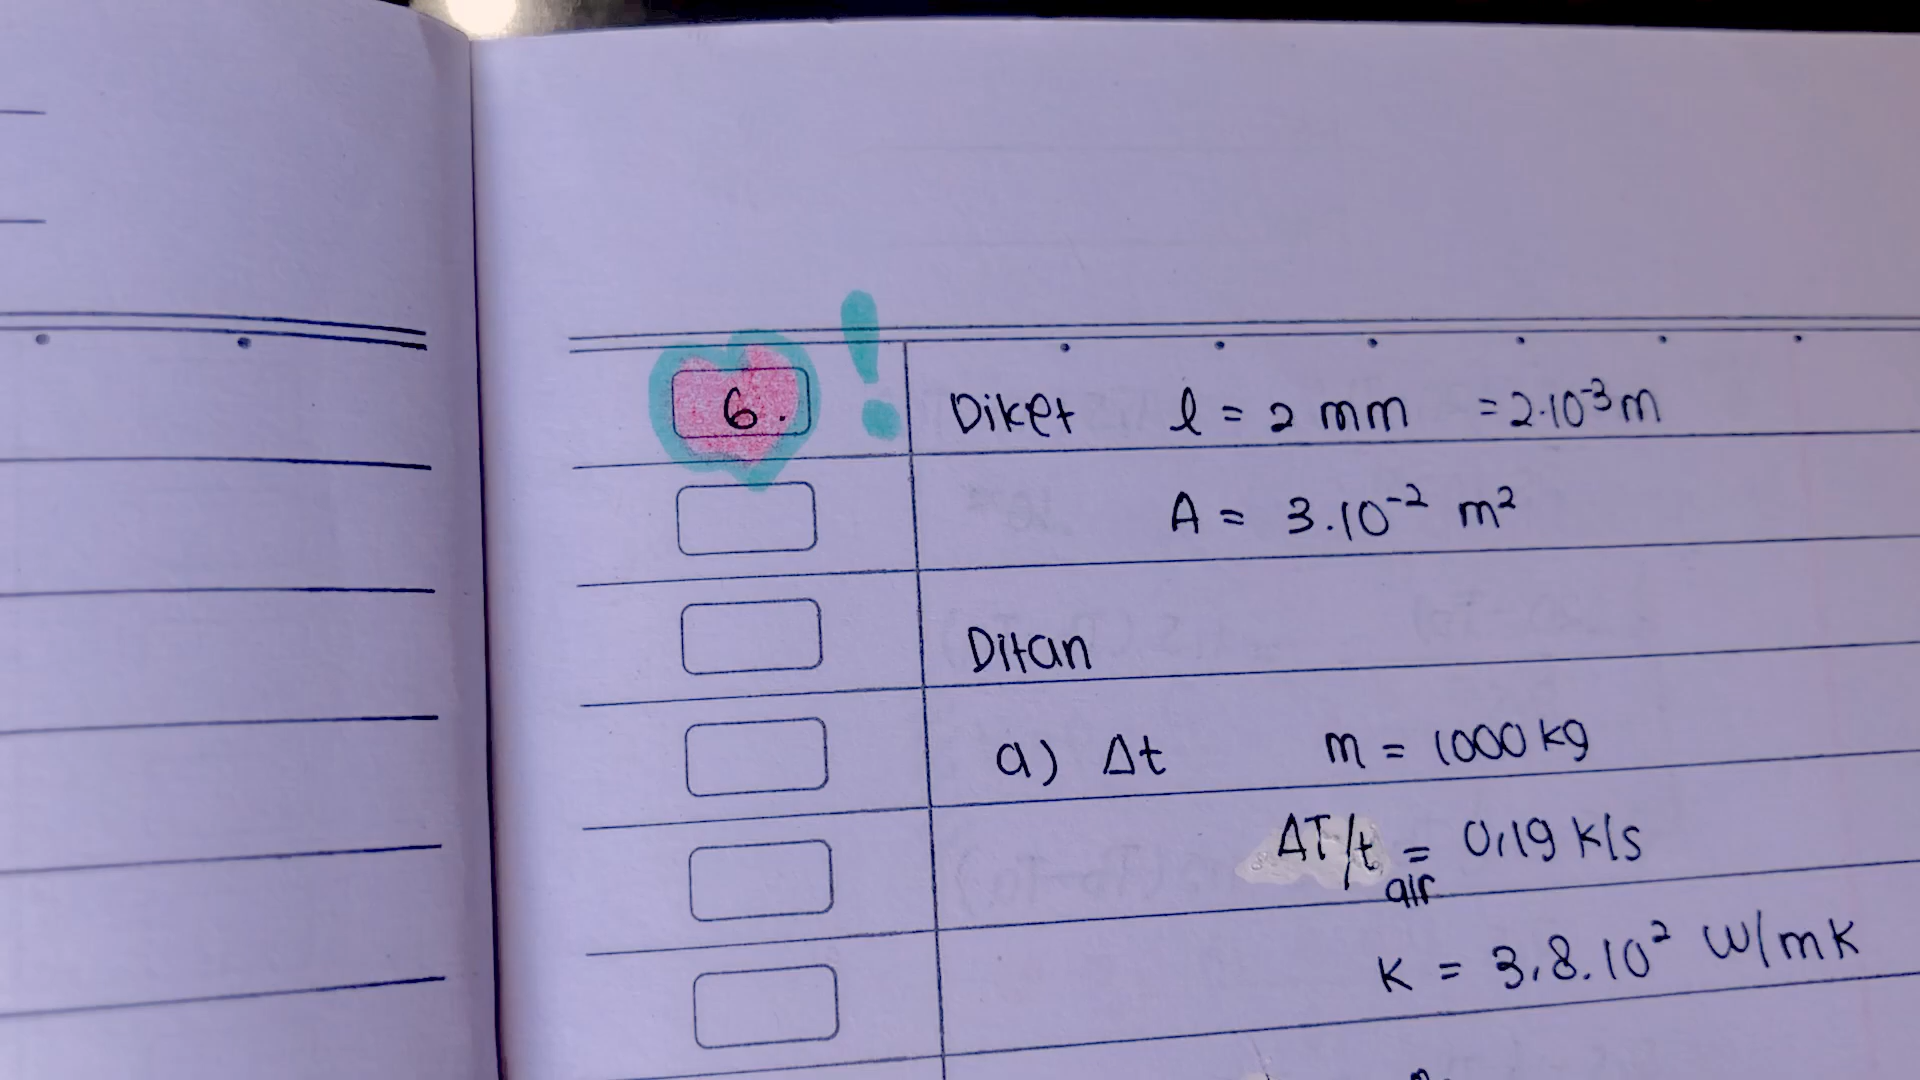 6. ! Diket l = 2 mm = 2.10⁻³ m
A = 3.10⁻² m²
Ditan
a) Δt m = 1000 kg
ΔT/t air = 0,19 K/s
K = 3,8.10² W/mK